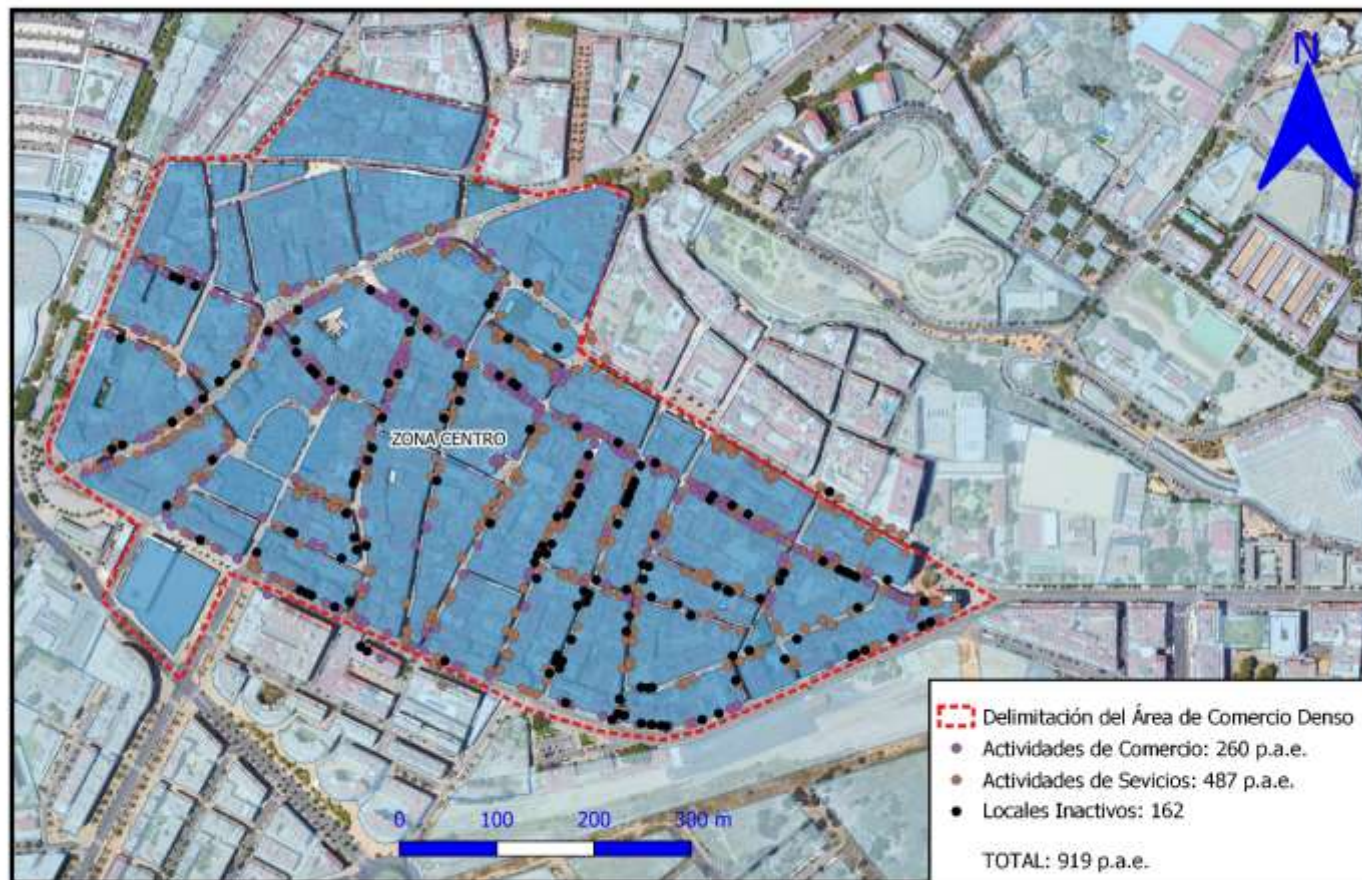 N
ZONA CENTRO
Delimitación del Área de Comercio Denso
Actividades de Comercio: 260 p.a.e.
Actividades de Sevicios: 487 p.a.e.
Locales Inactivos: 162
TOTAL: 919 p.a.e.
0 100 200 300 m